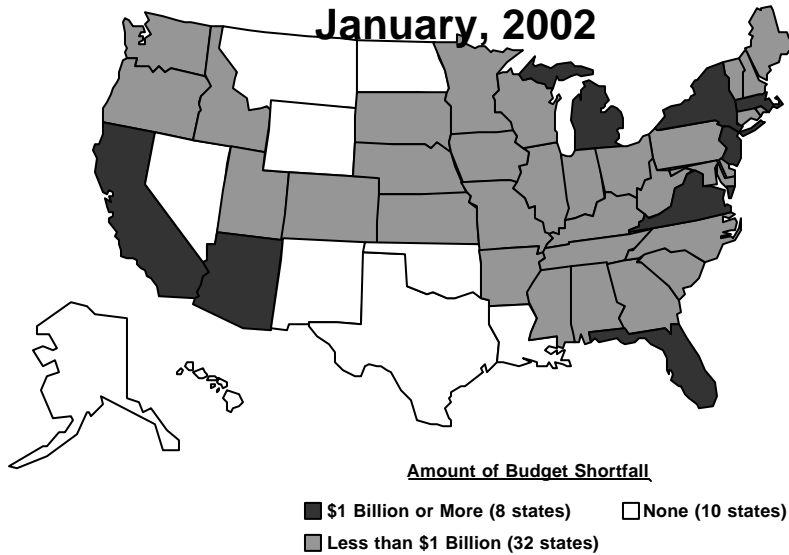 January, 2002
Amount of Budget Shortfall
$1 Billion or More (8 states)
None (10 states)
Less than $1 Billion (32 states)